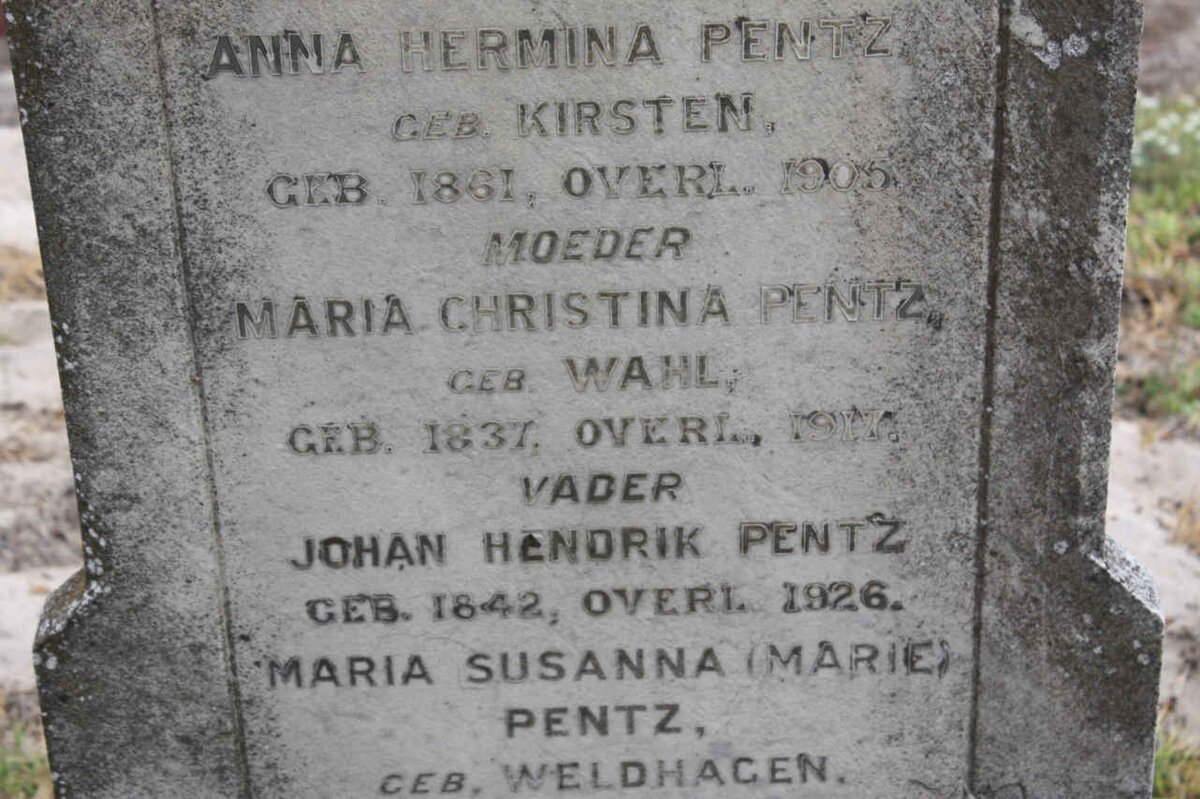 ANNA HERMINA PENTZ,
GEB. KIRSTEN,
GEB. 1861, OVERL. 1905.
MOEDER
MARIA CHRISTINA PENTZ,
GEB. WAHL,
GEB. 1837, OVERL., 1917.
VADER
JOHAN HENDRIK PENTZ
GEB. 1842, OVERL. 1926.
MARIA SUSANNA (MARIE)
PENTZ,
GEB. WELDHAGEN.